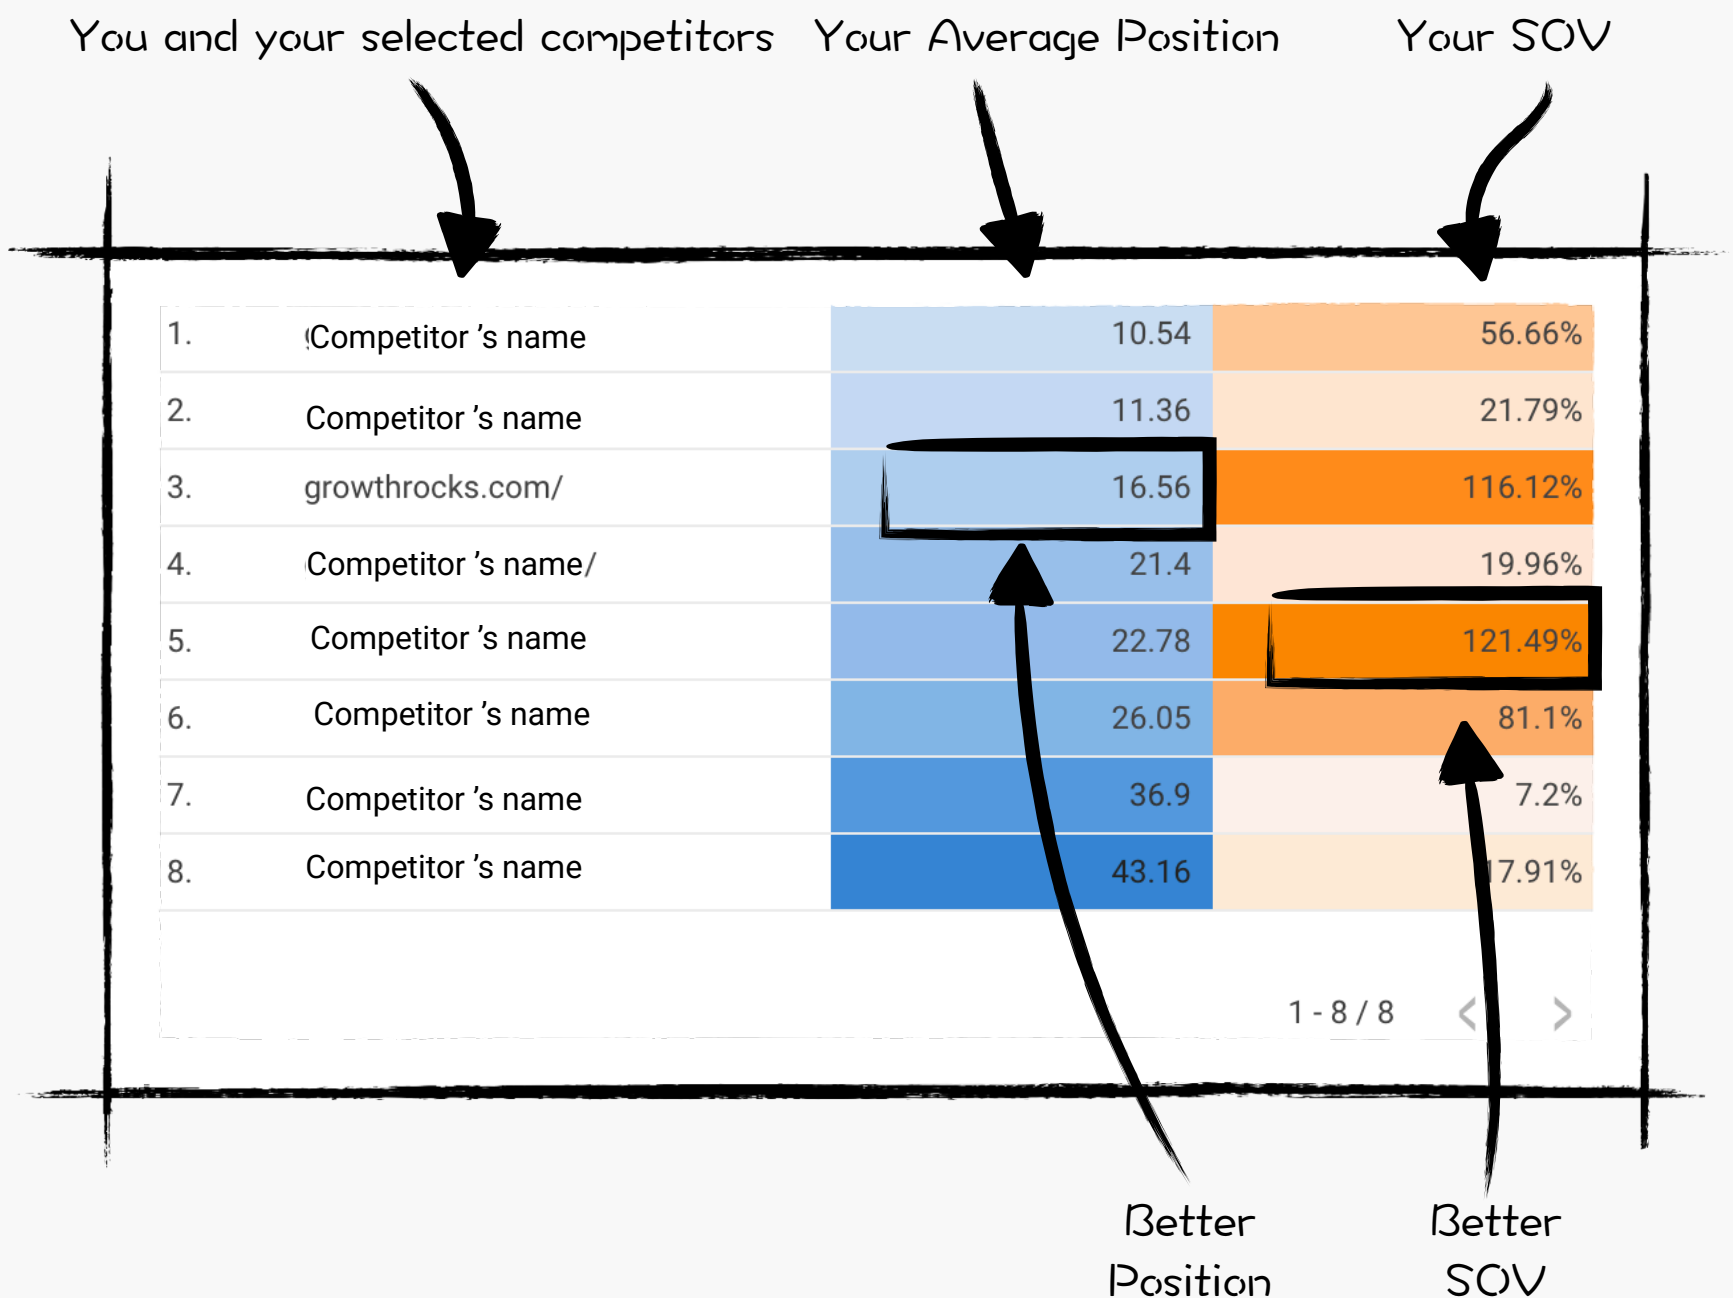 You and your selected competitors Your Average Position Your SOV
1. Competitor 's name 10.54 56.66%
2. Competitor 's name 11.36 21.79%
3. growthrocks.com/ 16.56 116.12%
4. Competitor 's name/ 21.4 19.96%
5. Competitor 's name 22.78 121.49%
6. Competitor 's name 26.05 81.1%
7. Competitor 's name 36.9 7.2%
8. Competitor 's name 43.16 17.91%
1 - 8 / 8 < >
Better Better
Position SOV